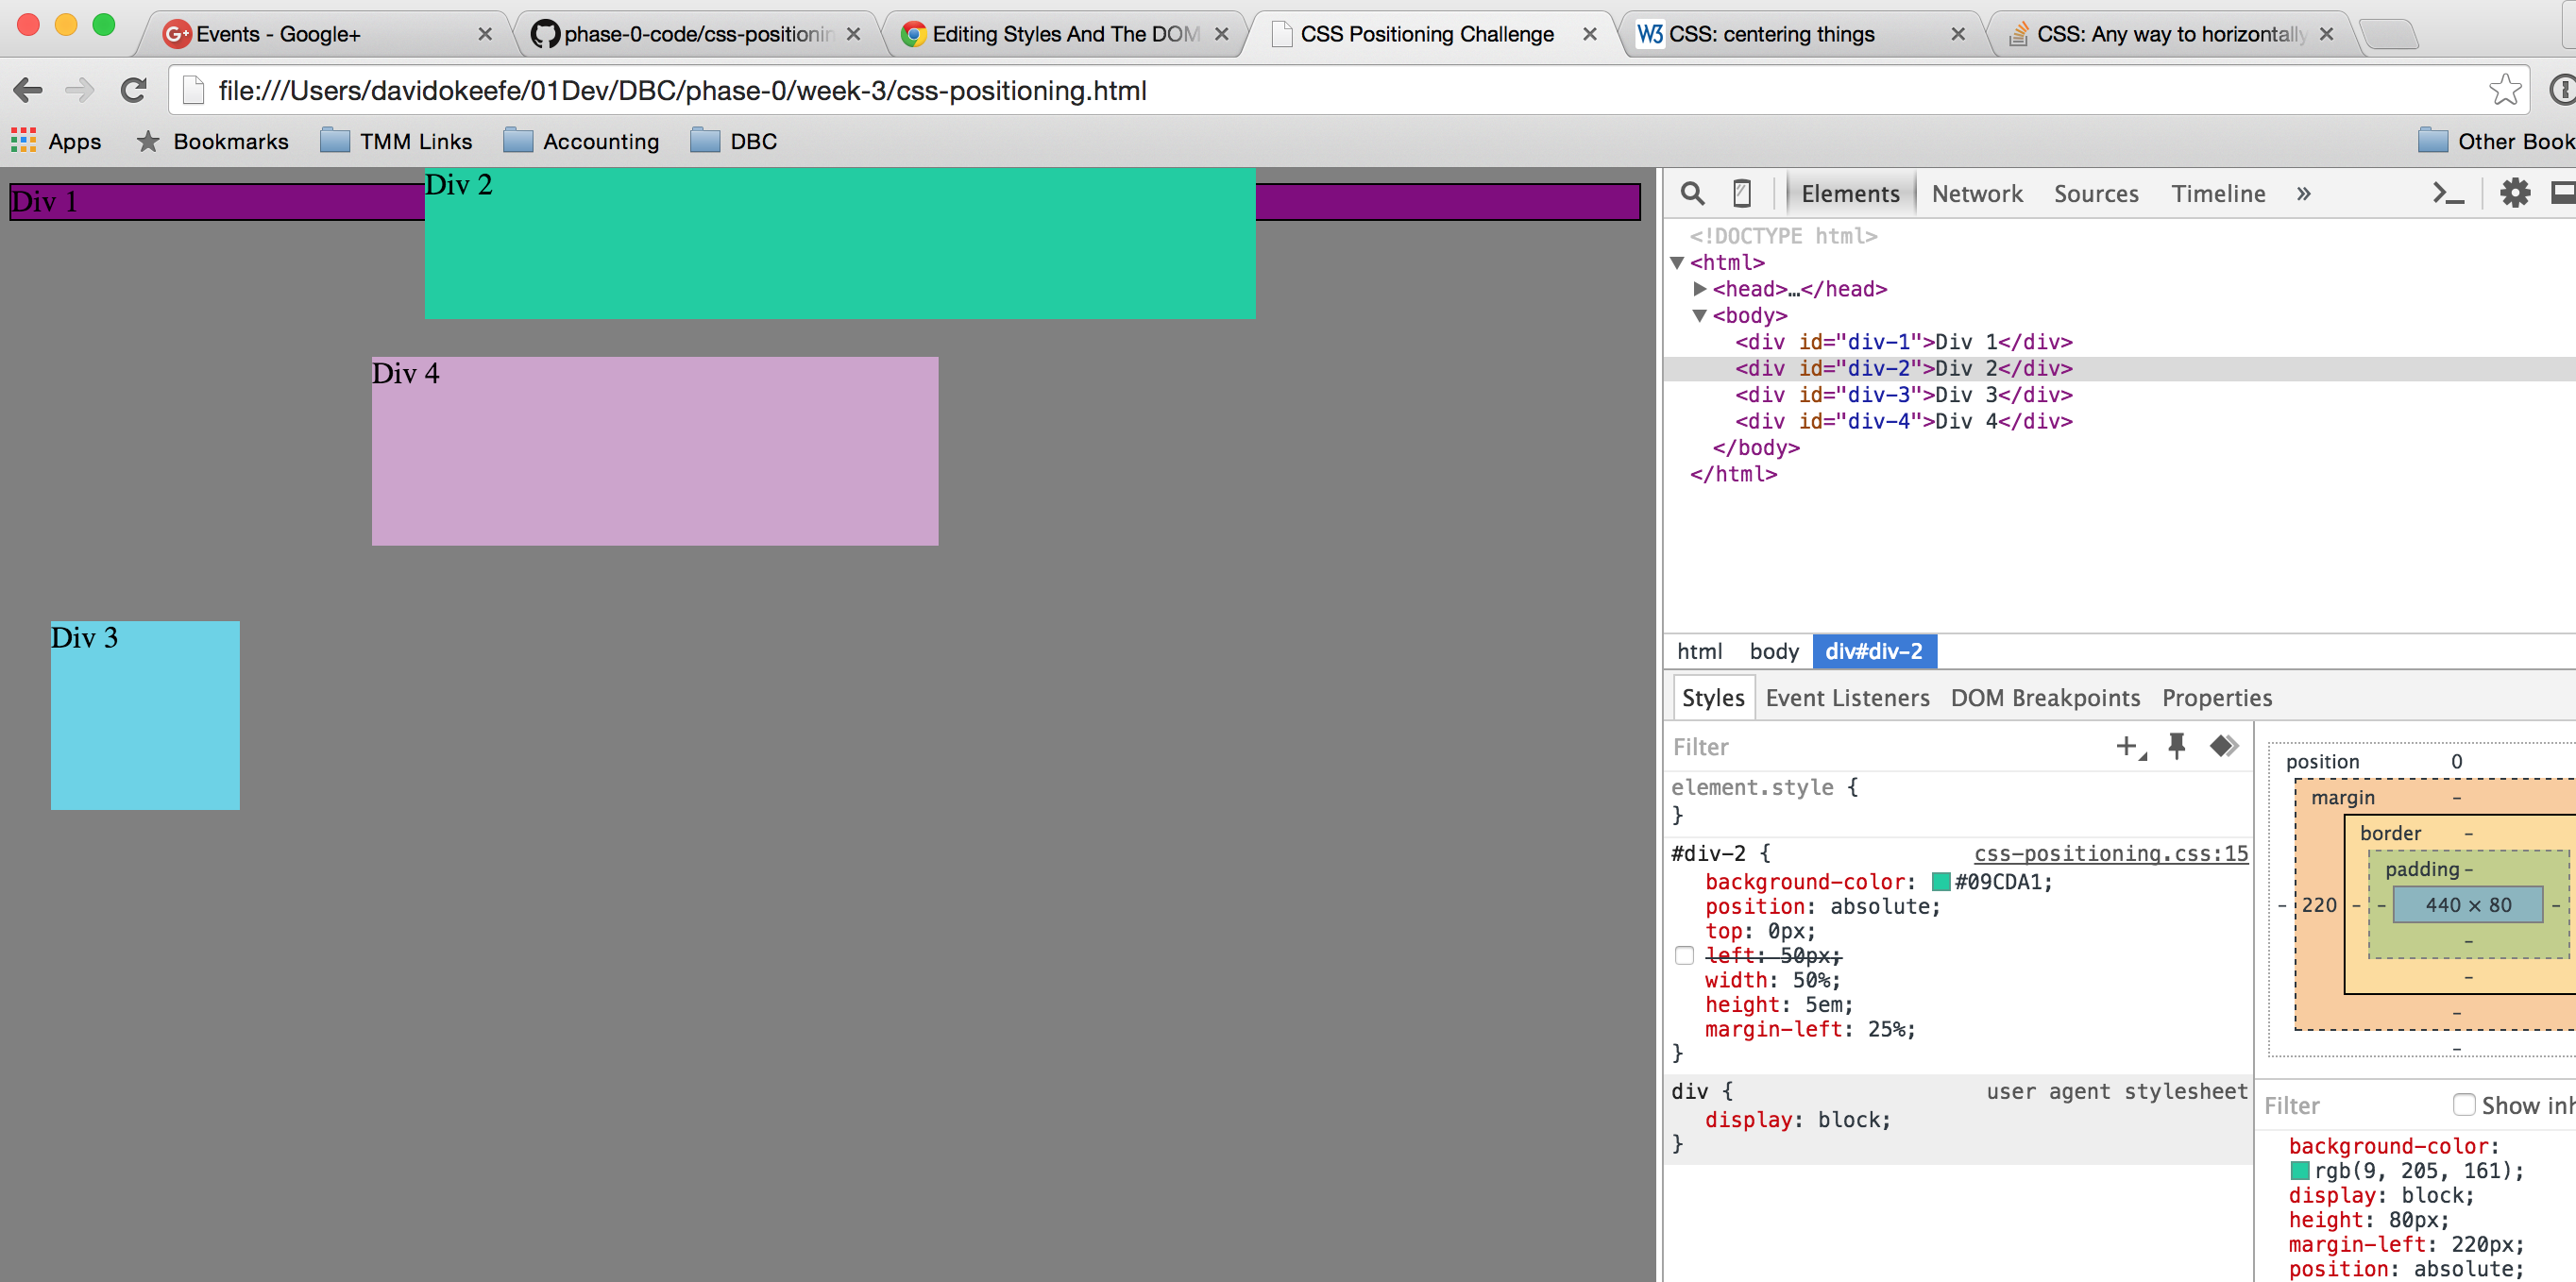 Events - Google+
phase-0-code/css-positionin
Editing Styles And The DOM
CSS Positioning Challenge
W3 CSS: centering things
CSS: Any way to horizontally
file:///Users/davidokeefe/01Dev/DBC/phase-0/week-3/css-positioning.html
Apps
Bookmarks
TMM Links
Accounting
DBC
Other Book
Div 1
Div 2
Div 4
Div 3
Elements Network Sources Timeline »
<!DOCTYPE html>
<html>
<head>…</head>
<body>
<div id="div-1">Div 1</div>
<div id="div-2">Div 2</div>
<div id="div-3">Div 3</div>
<div id="div-4">Div 4</div>
</body>
</html>
html body div#div-2
Styles Event Listeners DOM Breakpoints Properties
Filter
element.style {
}
#div-2 { css-positioning.css:15
background-color: #09CDA1;
position: absolute;
top: 0px;
left: 50px;
width: 50%;
height: 5em;
margin-left: 25%;
}
div { user agent stylesheet
display: block;
}
position 0
margin -
border -
padding -
- 220 - - 440 × 80 -
-
-
-
-
Filter Show inh
background-color:
rgb(9, 205, 161);
display: block;
height: 80px;
margin-left: 220px;
position: absolute;